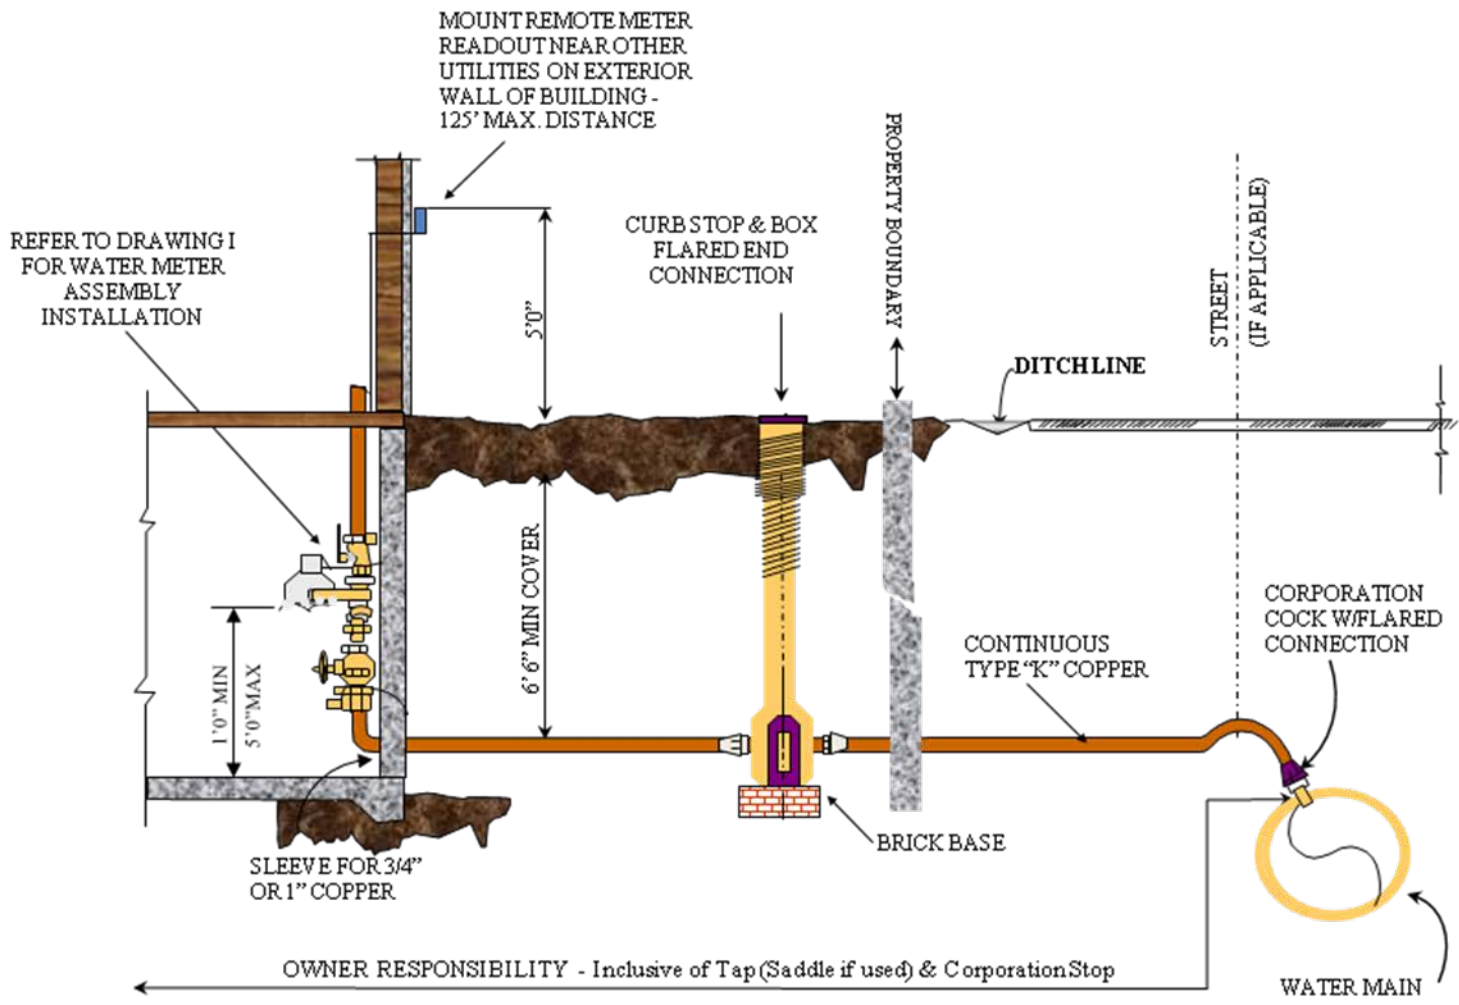 MOUNT REMOTE METER
READOUT NEAR OTHER
UTILITIES ON EXTERIOR
WALL OF BUILDING -
125' MAX. DISTANCE
REFER TO DRAWING I
FOR WATER METER
ASSEMBLY
INSTALLATION
5'0"
CURB STOP & BOX
FLARED END
CONNECTION
PROPERTY BOUNDARY
STREET
(IF APPLICABLE)
DITCHLINE
6' 6" MIN COVER
1'0" MIN
5'0" MAX
CONTINUOUS
TYPE "K" COPPER
CORPORATION
COCK W/FLARED
CONNECTION
BRICK BASE
SLEEVE FOR 3/4"
OR 1" COPPER
OWNER RESPONSIBILITY - Inclusive of Tap (Saddle if used) & Corporation Stop
WATER MAIN